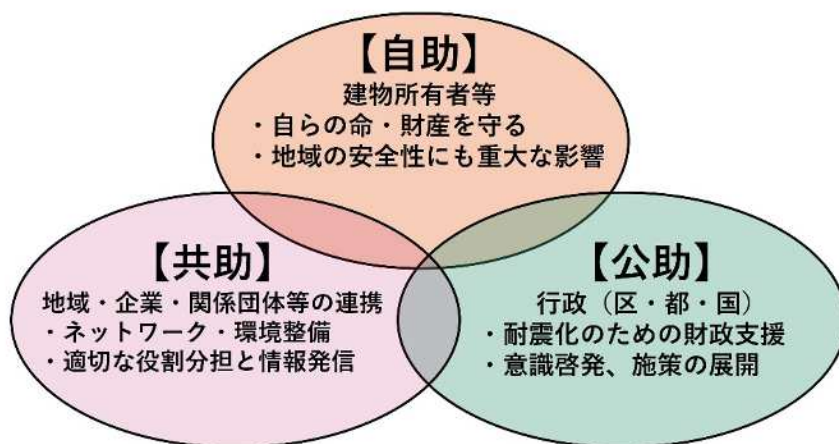 【自助】
建物所有者等
・自らの命・財産を守る
・地域の安全性にも重大な影響
【共助】
地域・企業・関係団体等の連携
・ネットワーク・環境整備
・適切な役割分担と情報発信
【公助】
行政（区・都・国）
・耐震化のための財政支援
・意識啓発、施策の展開